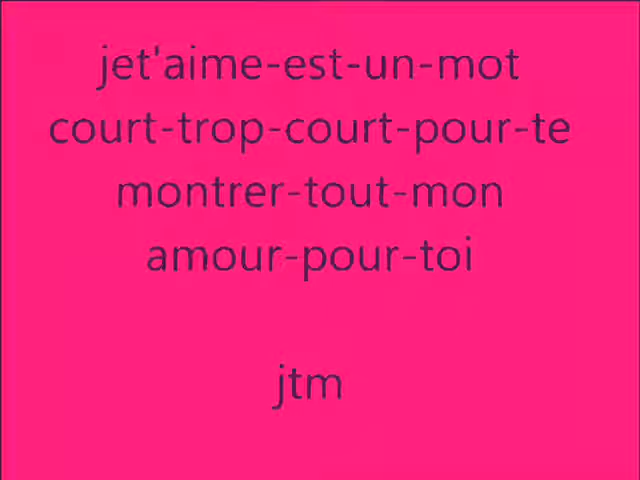 jet'aime-est-un-mot
court-trop-court-pour-te
montrer-tout-mon
amour-pour-toi
jtm